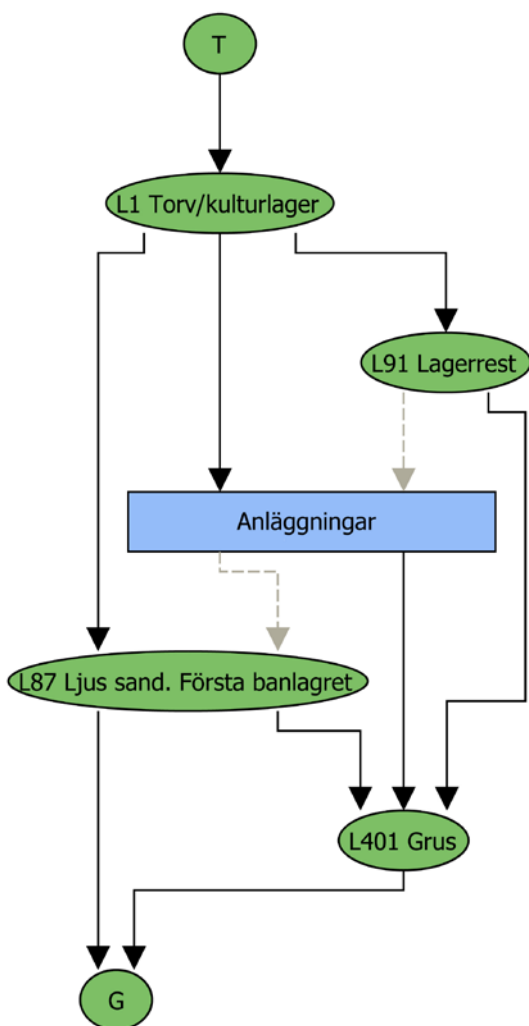 T
L1 Torv/kulturlager
L91 Lagerrest
Anläggningar
L87 Ljus sand. Första banlagret
L401 Grus
G